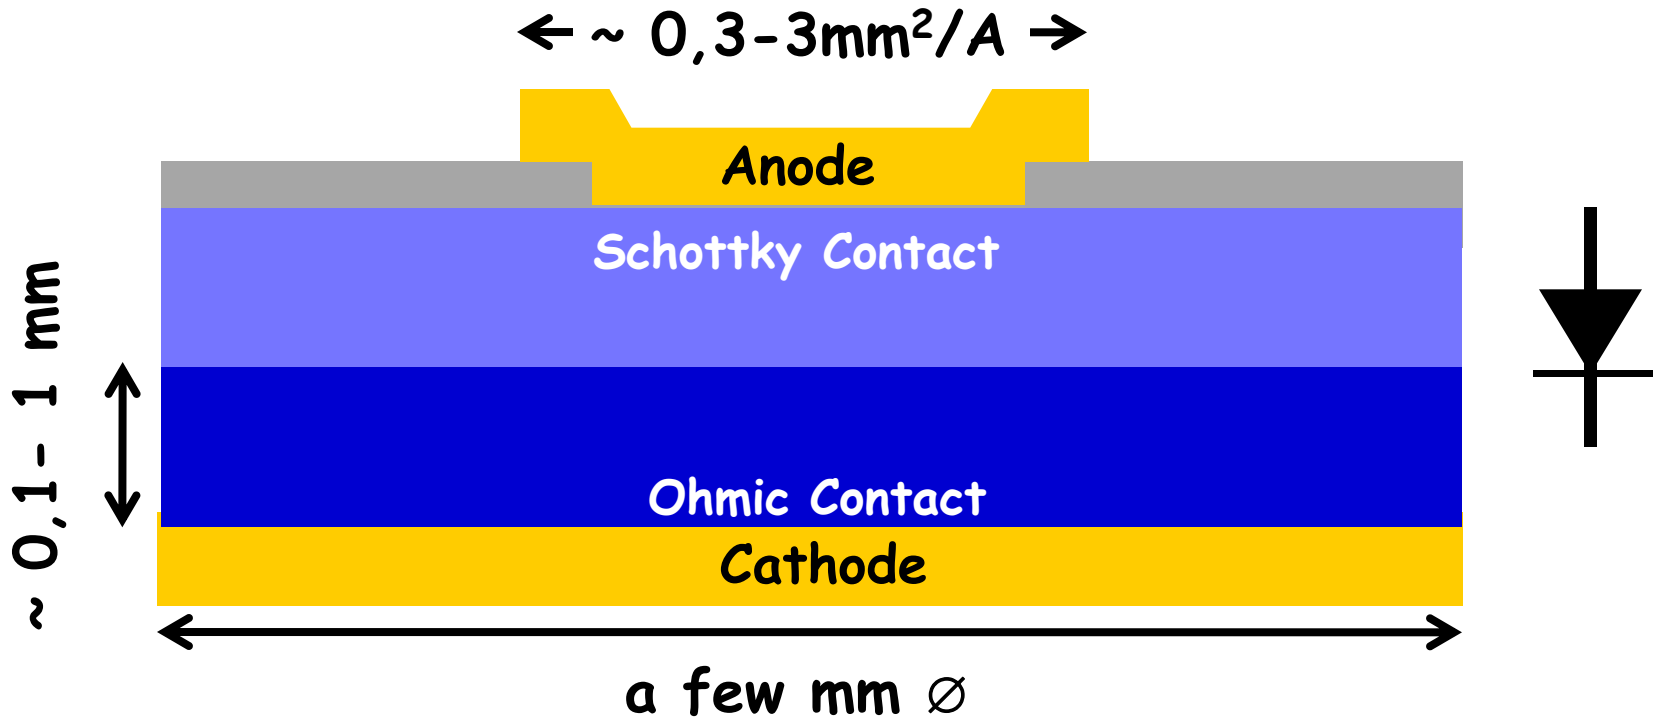 ~ 0,3-3mm²/A
Anode
Schottky Contact
~ 0,1- 1 mm
Ohmic Contact
Cathode
a few mm ∅